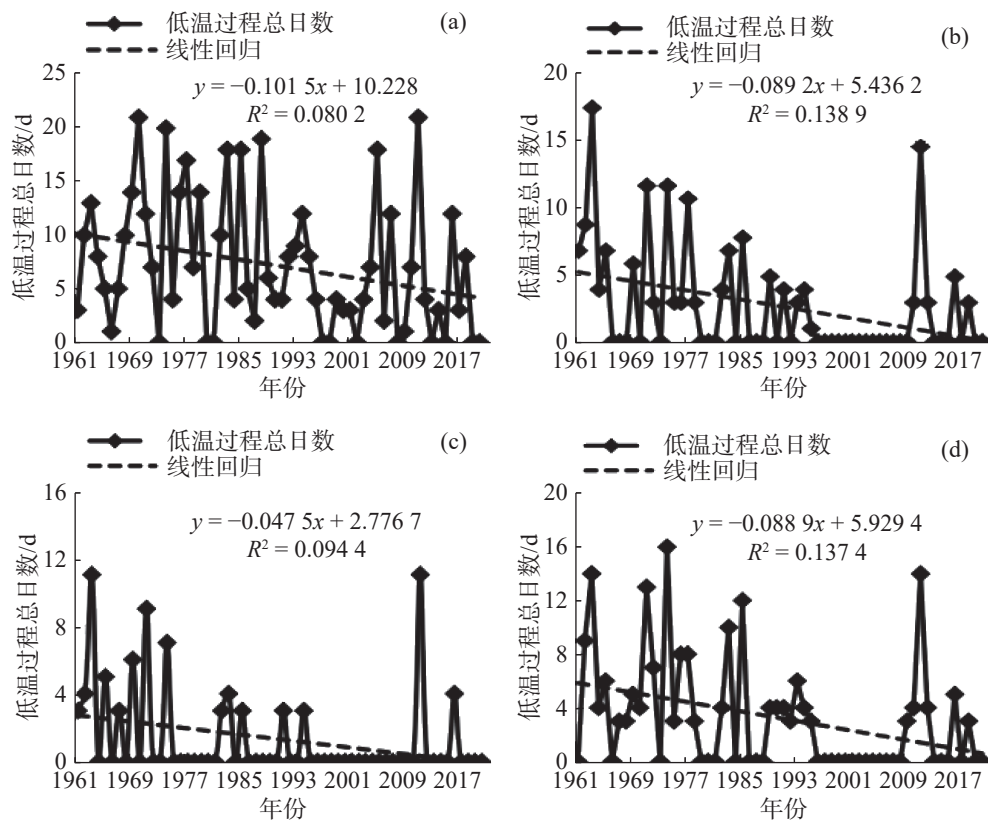 低温过程总日数 (a)
线性回归
y = −0.101 5x + 10.228
R² = 0.080 2
低温过程总日数/d
25
20
15
10
5
0
1961 1969 1977 1985 1993 2001 2009 2017
年份
低温过程总日数 (b)
线性回归
y = −0.089 2x + 5.436 2
R² = 0.138 9
低温过程总日数/d
20
15
10
5
0
1961 1969 1977 1985 1993 2001 2009 2017
年份
低温过程总日数 (c)
线性回归
y = −0.047 5x + 2.776 7
R² = 0.094 4
低温过程总日数/d
16
12
8
4
0
1961 1969 1977 1985 1993 2001 2009 2017
年份
低温过程总日数 (d)
线性回归
y = −0.088 9x + 5.929 4
R² = 0.137 4
低温过程总日数/d
20
16
12
8
4
0
1961 1969 1977 1985 1993 2001 2009 2017
年份